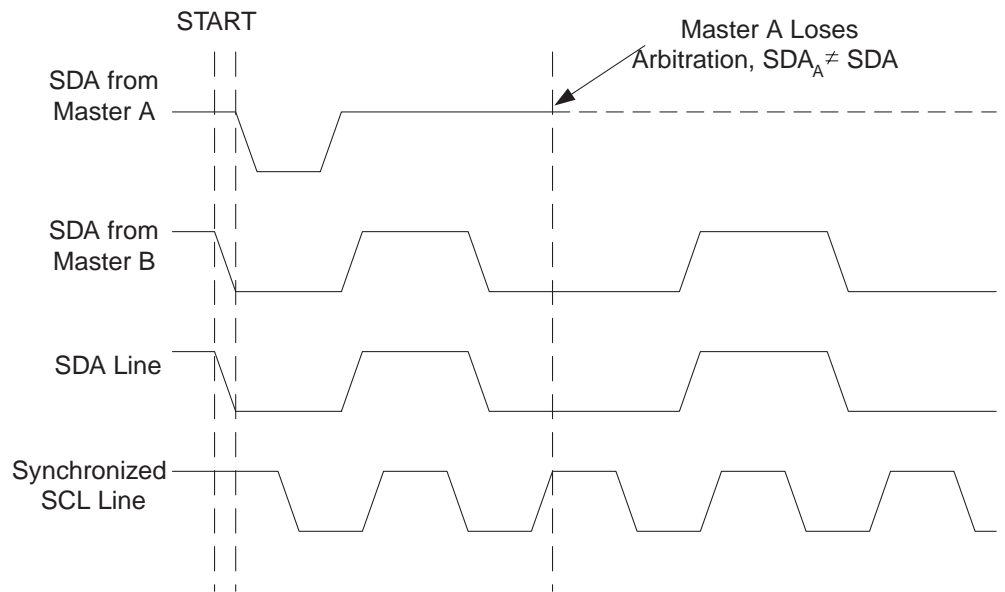 START
Master A Loses
Arbitration, SDA_A ≠ SDA
SDA from
Master A
SDA from
Master B
SDA Line
Synchronized
SCL Line